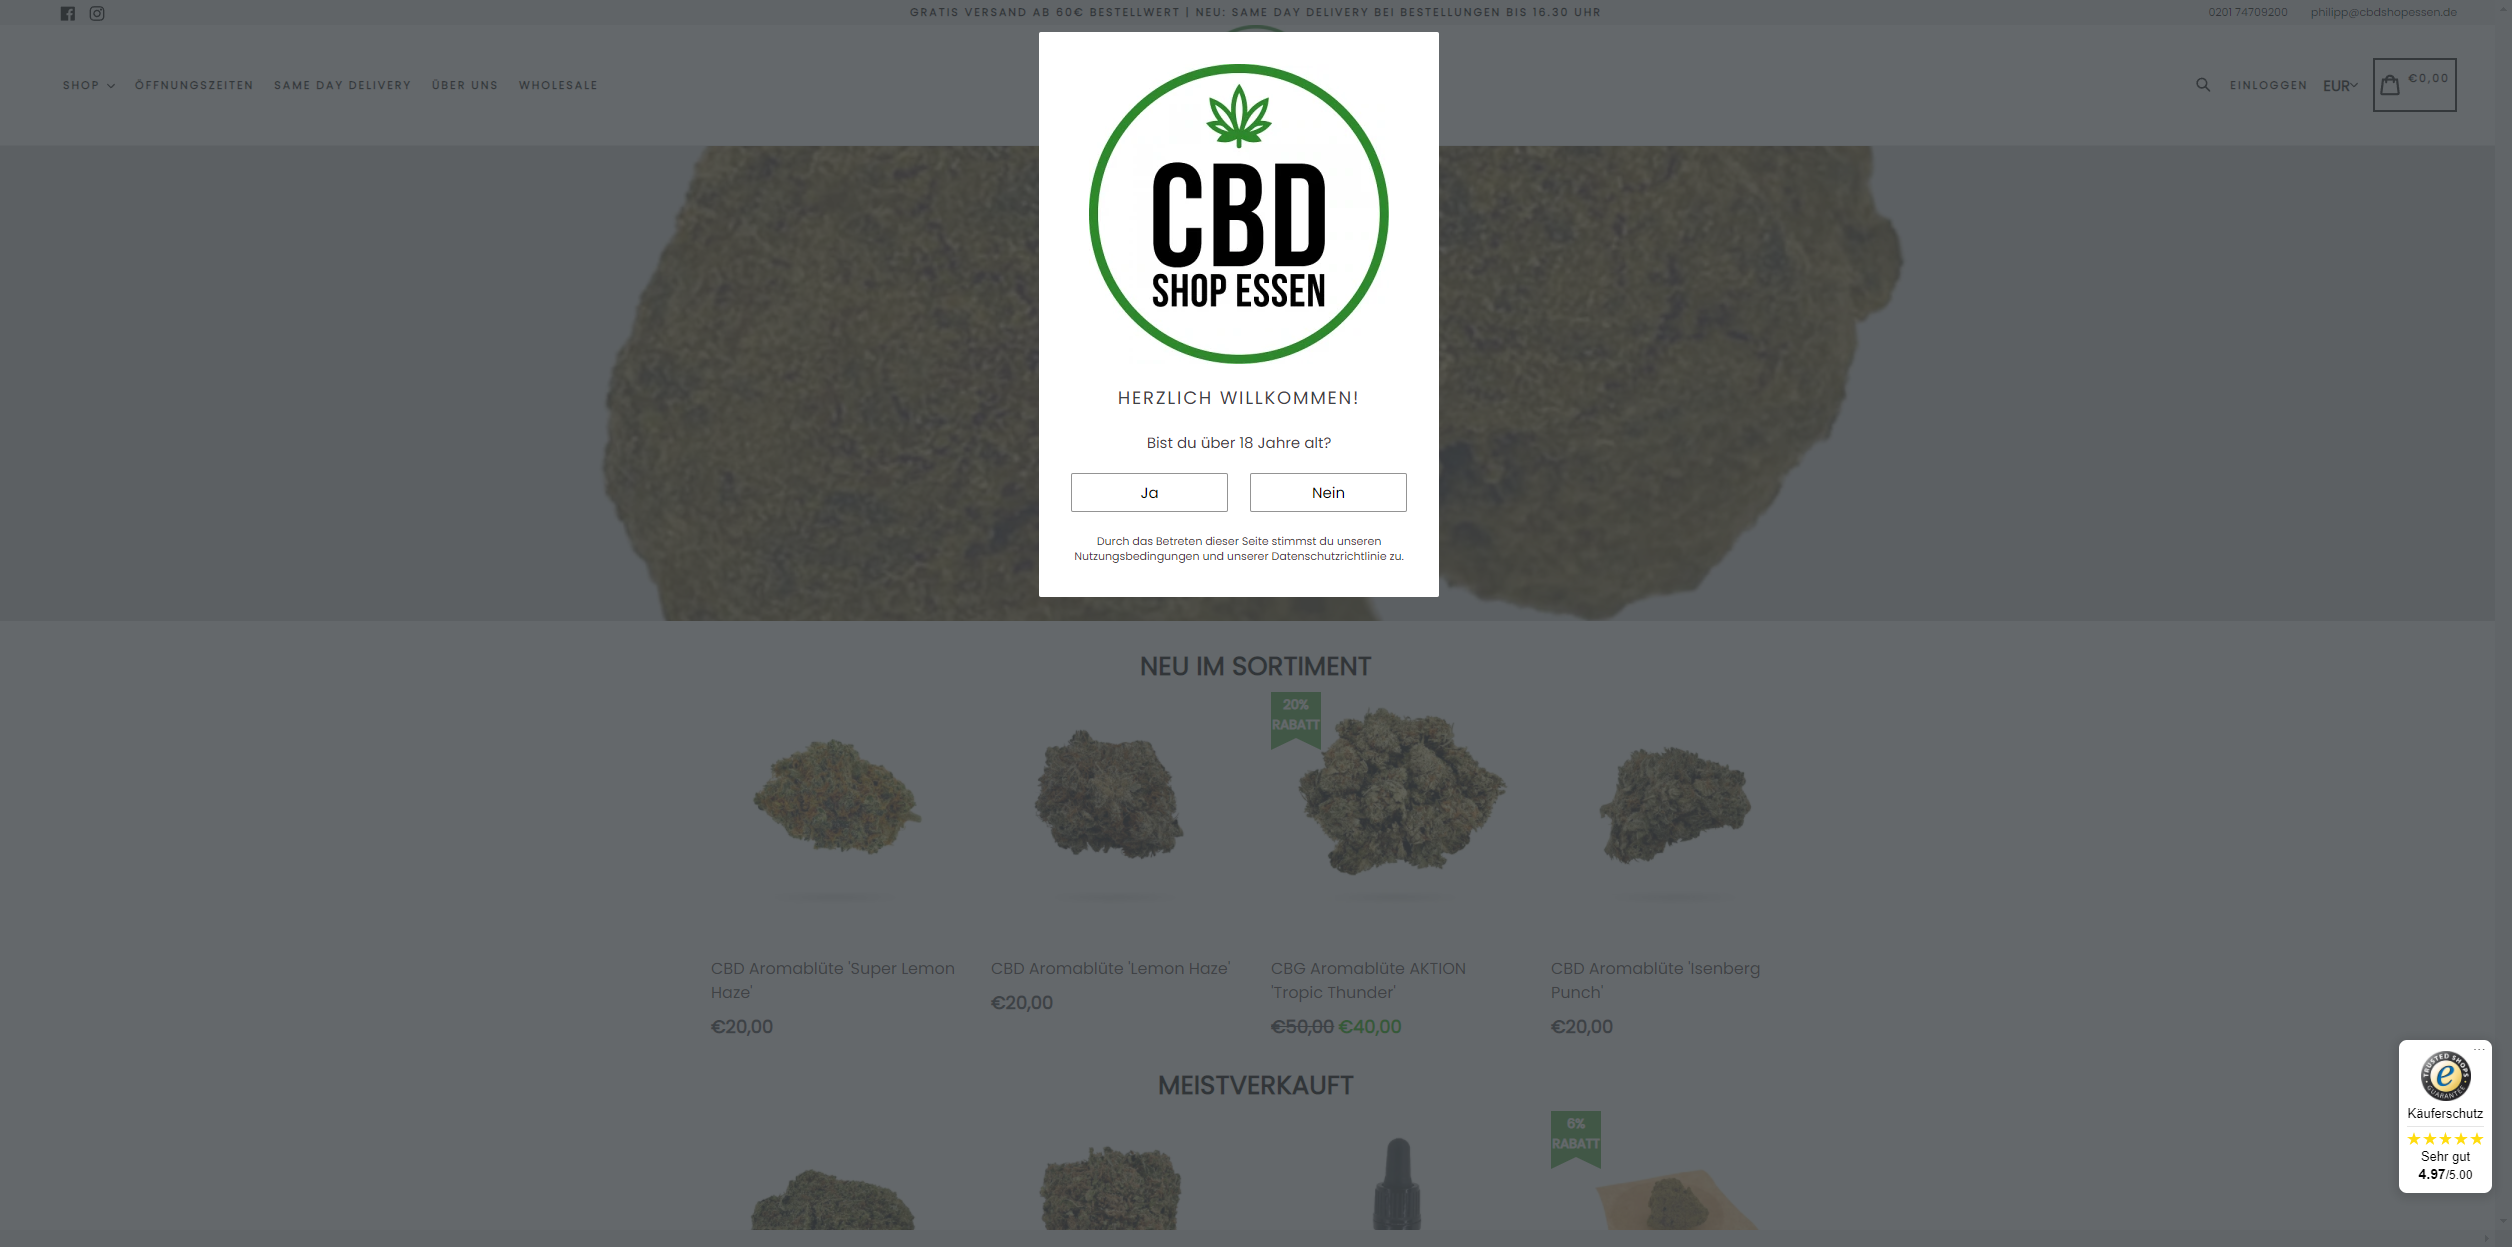 GRATIS VERSAND AB 60€ BESTELLWERT | NEU: SAME DAY DELIVERY BEI BESTELLUNGEN BIS 16.30 UHR
0201 74709200
philipp@cbdshopessen.de
SHOP
ÖFFNUNGSZEITEN
SAME DAY DELIVERY
ÜBER UNS
WHOLESALE
EINLOGGEN
EUR
€0,00
CBD
SHOP ESSEN
HERZLICH WILLKOMMEN!
Bist du über 18 Jahre alt?
Ja
Nein
Durch das Betreten dieser Seite stimmst du unseren
Nutzungsbedingungen und unserer Datenschutzrichtlinie zu.
NEU IM SORTIMENT
20%
RABATT
CBD Aromablüte 'Super Lemon
Haze'
€20,00
CBD Aromablüte 'Lemon Haze'
€20,00
CBG Aromablüte AKTION
'Tropic Thunder'
€50,00 €40,00
CBD Aromablüte 'Isenberg
Punch'
€20,00
MEISTVERKAUFT
6%
RABATT
TRUSTED SHOPS
e
GUARANTEE
Käuferschutz
Sehr gut
4.97/5.00